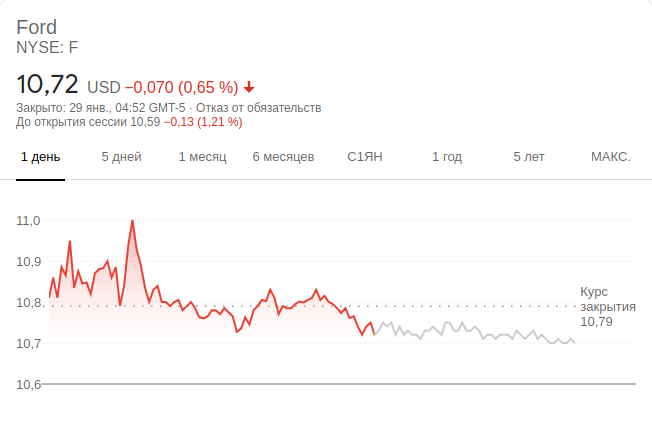 Ford
NYSE: F
10,72 USD −0,070 (0,65 %)
Закрыто: 29 янв., 04:52 GMT-5 · Отказ от обязательств
До открытия сессии 10,59 −0,13 (1,21 %)
1 день 5 дней 1 месяц 6 месяцев С1ЯН 1 год 5 лет МАКС.
11,0
10,9
10,8
10,7
10,6
Курс
закрытия
10,79